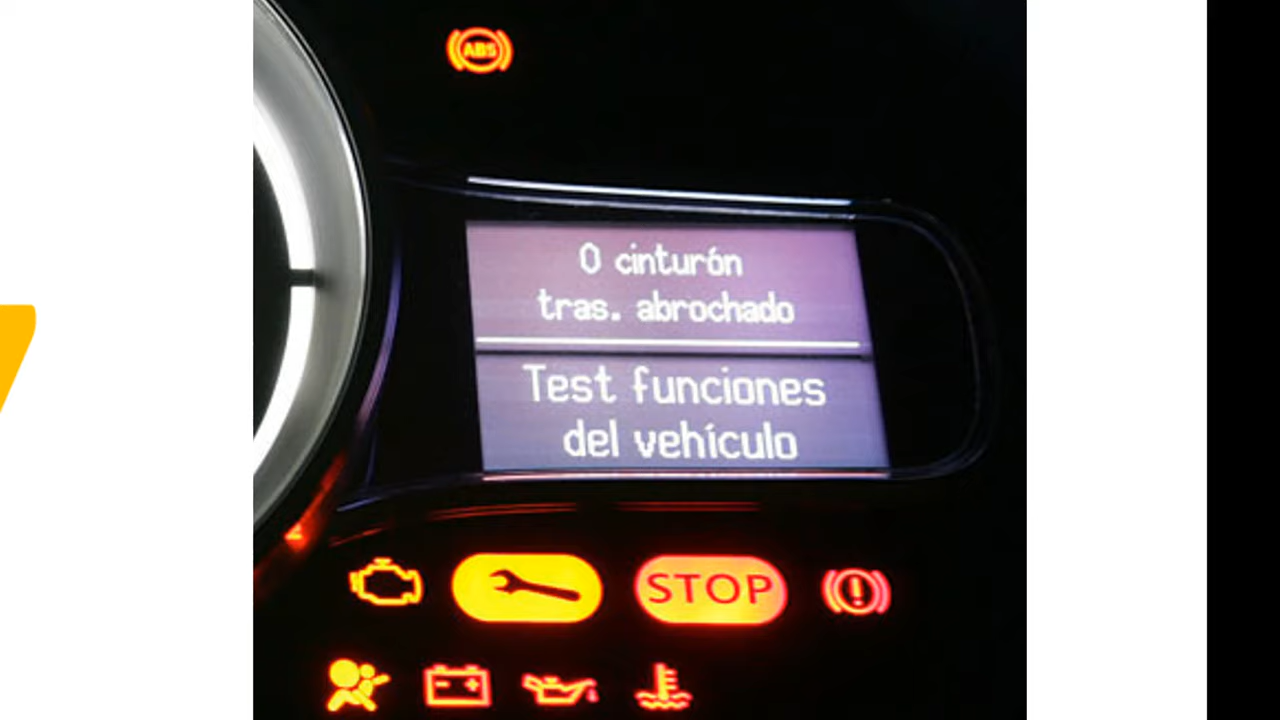 ABS
0 cinturón
tras. abrochado
Test funciones
del vehículo
STOP